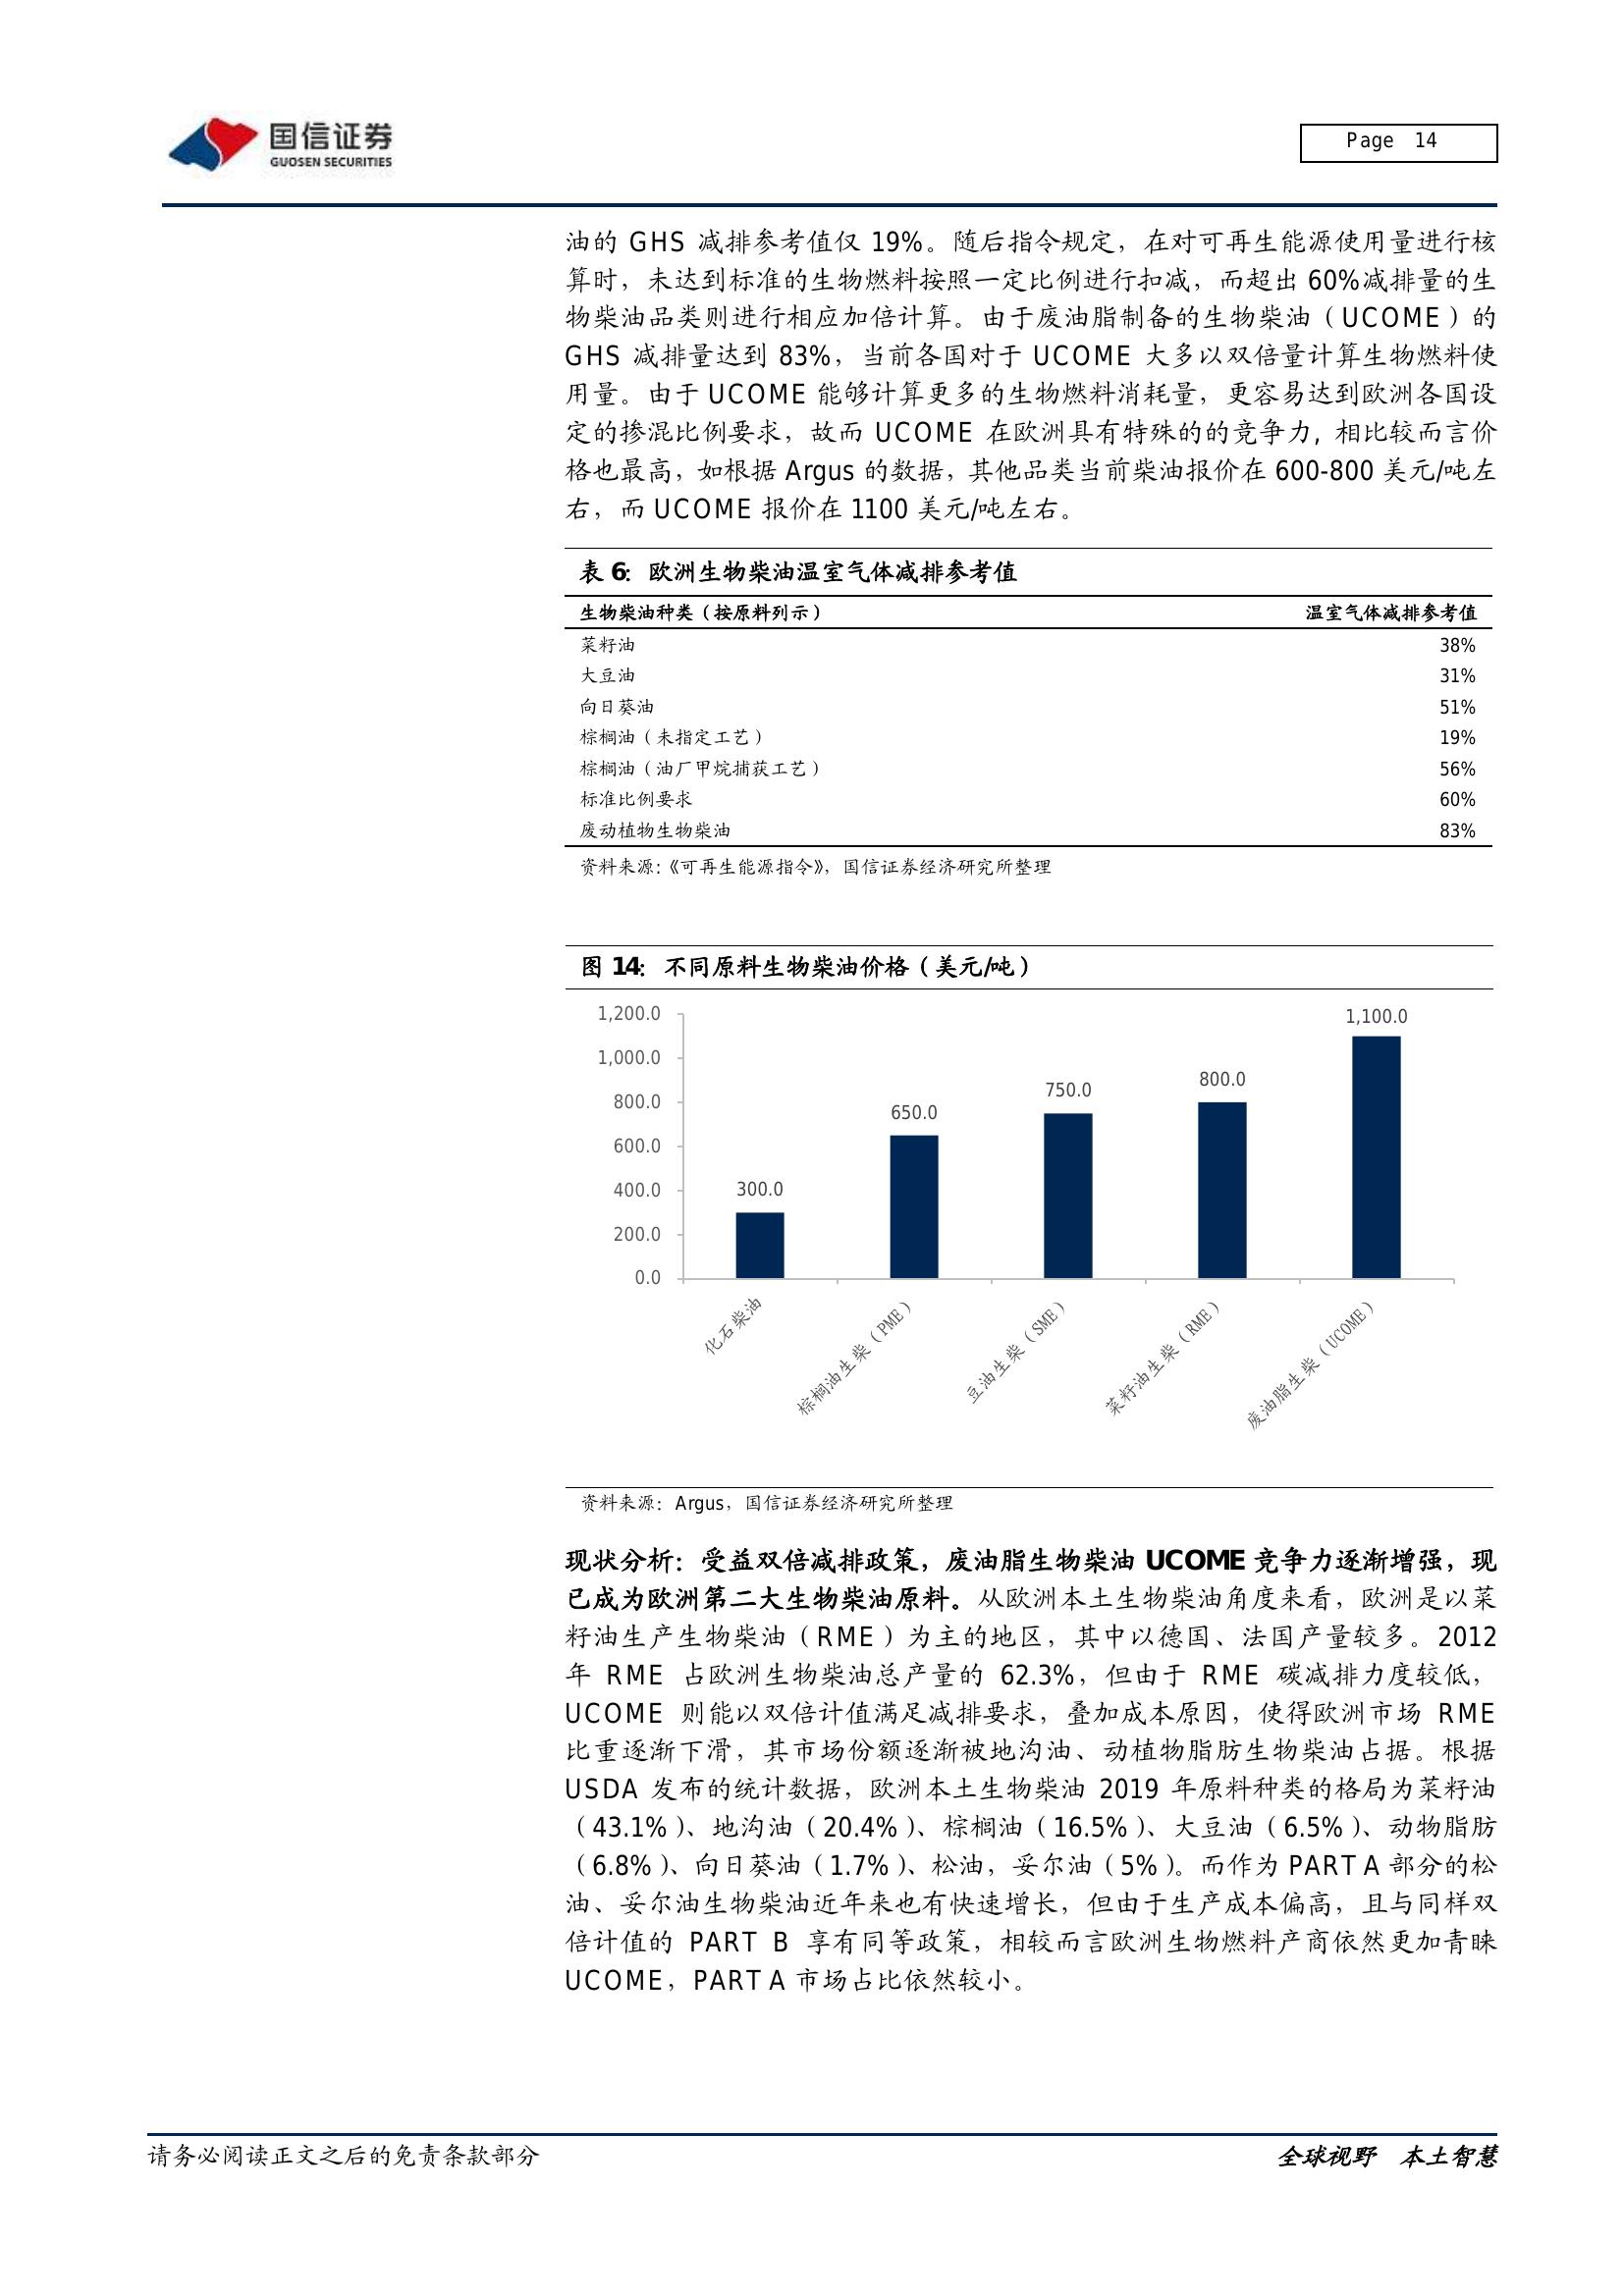 国信证券
GUOSEN SECURITIES
Page 14
油的 GHS 减排参考值仅 19%。随后指令规定，在对可再生能源使用量进行核
算时，未达到标准的生物燃料按照一定比例进行扣减，而超出 60%减排量的生
物柴油品类则进行相应加倍计算。由于废油脂制备的生物柴油（UCOME）的
GHS 减排量达到 83%，当前各国对于 UCOME 大多以双倍量计算生物燃料使
用量。由于 UCOME 能够计算更多的生物燃料消耗量，更容易达到欧洲各国设
定的掺混比例要求，故而 UCOME 在欧洲具有特殊的的竞争力, 相比较而言价
格也最高，如根据 Argus 的数据，其他品类当前柴油报价在 600-800 美元/吨左
右，而 UCOME 报价在 1100 美元/吨左右。
表 6: 欧洲生物柴油温室气体减排参考值
生物柴油种类（按原料列示） 温室气体减排参考值
菜籽油 38%
大豆油 31%
向日葵油 51%
棕榈油（未指定工艺） 19%
棕榈油（油厂甲烷捕获工艺） 56%
标准比例要求 60%
废动植物生物柴油 83%
资料来源：《可再生能源指令》，国信证券经济研究所整理
图 14: 不同原料生物柴油价格（美元/吨）
1,200.0
1,000.0
800.0
600.0
400.0
200.0
0.0
300.0
650.0
750.0
800.0
1,100.0
化石柴油
棕榈油生柴（PME）
豆油生柴（SME）
菜籽油生柴（RME）
废油脂生柴（UCOME）
资料来源：Argus，国信证券经济研究所整理
现状分析：受益双倍减排政策，废油脂生物柴油 UCOME 竞争力逐渐增强，现
已成为欧洲第二大生物柴油原料。从欧洲本土生物柴油角度来看，欧洲是以菜
籽油生产生物柴油（RME）为主的地区，其中以德国、法国产量较多。2012
年 RME 占欧洲生物柴油总产量的 62.3%，但由于 RME 碳减排力度较低，
UCOME 则能以双倍计值满足减排要求，叠加成本原因，使得欧洲市场 RME
比重逐渐下滑，其市场份额逐渐被地沟油、动植物脂肪生物柴油占据。根据
USDA 发布的统计数据，欧洲本土生物柴油 2019 年原料种类的格局为菜籽油
（43.1%）、地沟油（20.4%）、棕榈油（16.5%）、大豆油（6.5%）、动物脂肪
（6.8%）、向日葵油（1.7%）、松油，妥尔油（5%）。而作为 PART A 部分的松
油、妥尔油生物柴油近年来也有快速增长，但由于生产成本偏高，且与同样双
倍计值的 PART B 享有同等政策，相较而言欧洲生物燃料产商依然更加青睐
UCOME，PART A 市场占比依然较小。
请务必阅读正文之后的免责条款部分
全球视野 本土智慧